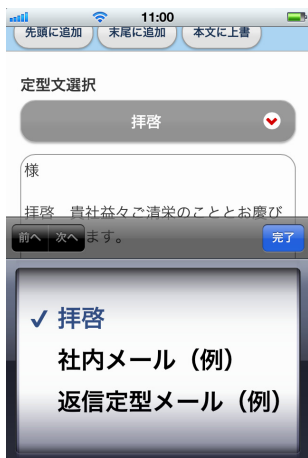 11:00
先頭に追加 末尾に追加 本文に上書
定型文選択
拝啓
様
拝啓 貴社益々ご清栄のこととお慶び
ます。
前へ 次へ 完了
✓ 拝啓
社内メール（例）
返信定型メール（例）